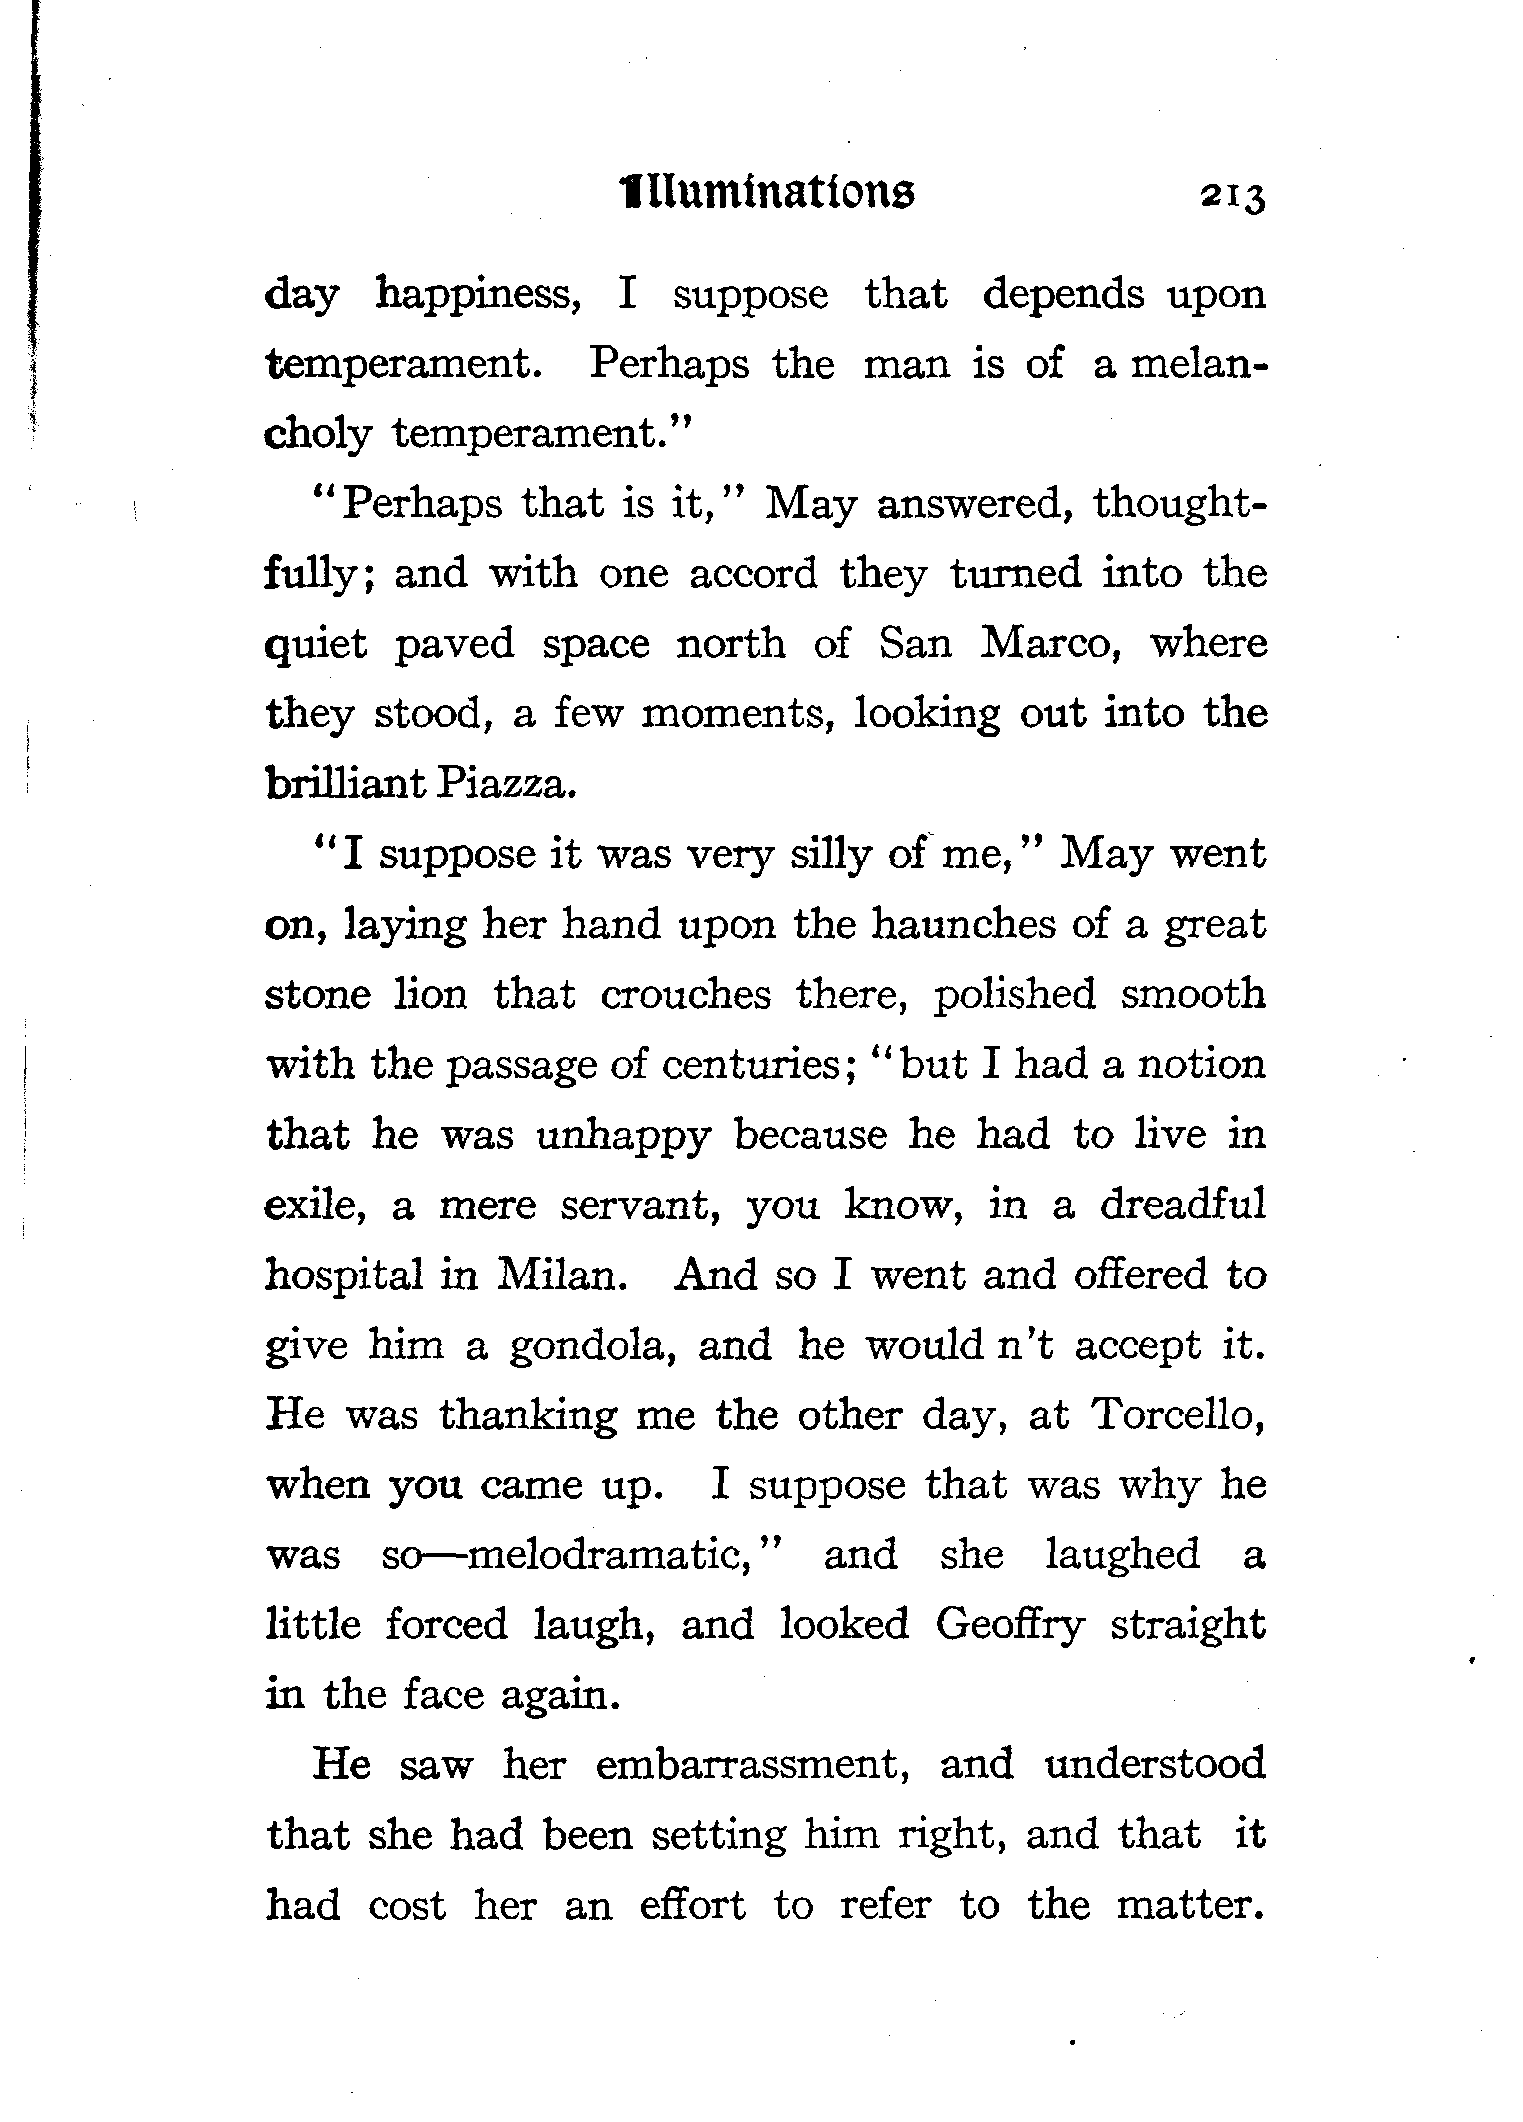 Illuminations 213
day happiness, I suppose that depends upon
temperament. Perhaps the man is of a melan-
choly temperament."
"Perhaps that is it," May answered, thought-
fully; and with one accord they turned into the
quiet paved space north of San Marco, where
they stood, a few moments, looking out into the
brilliant Piazza.
"I suppose it was very silly of me," May went
on, laying her hand upon the haunches of a great
stone lion that crouches there, polished smooth
with the passage of centuries; "but I had a notion
that he was unhappy because he had to live in
exile, a mere servant, you know, in a dreadful
hospital in Milan. And so I went and offered to
give him a gondola, and he would n't accept it.
He was thanking me the other day, at Torcello,
when you came up. I suppose that was why he
was so—melodramatic," and she laughed a
little forced laugh, and looked Geoffry straight
in the face again.
He saw her embarrassment, and understood
that she had been setting him right, and that it
had cost her an effort to refer to the matter.